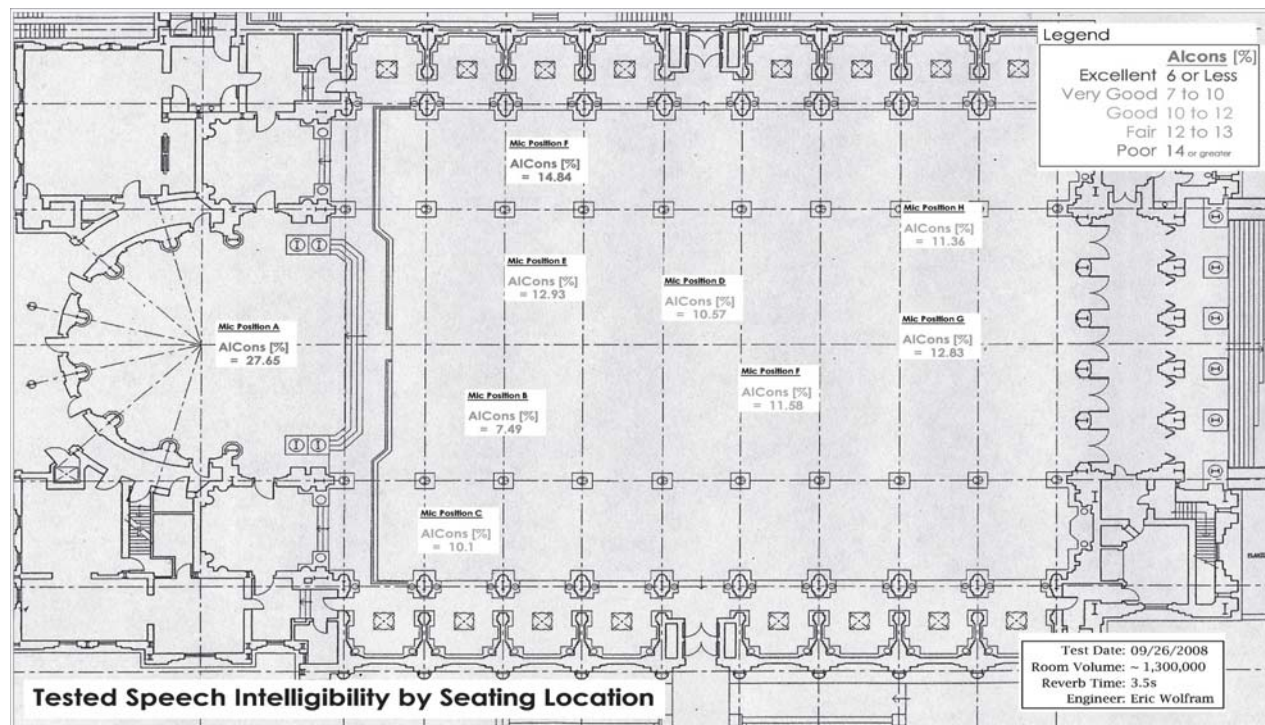 Legend
Alcons [%]
Excellent 6 or Less
Very Good 7 to 10
Good 10 to 12
Fair 12 to 13
Poor 14 or greater
Mic Position F
AlCons [%]
= 14.84
Mic Position H
AlCons [%]
= 11.36
Mic Position E
AlCons [%]
= 12.93
Mic Position D
AlCons [%]
= 10.57
Mic Position A
AlCons [%]
= 27.65
Mic Position G
AlCons [%]
= 12.83
Mic Position F
AlCons [%]
= 11.58
Mic Position B
AlCons [%]
= 7.49
Mic Position C
AlCons [%]
= 10.1
Test Date: 09/26/2008
Room Volume: ~ 1,300,000
Reverb Time: 3.5s
Engineer: Eric Wolfram
Tested Speech Intelligibility by Seating Location